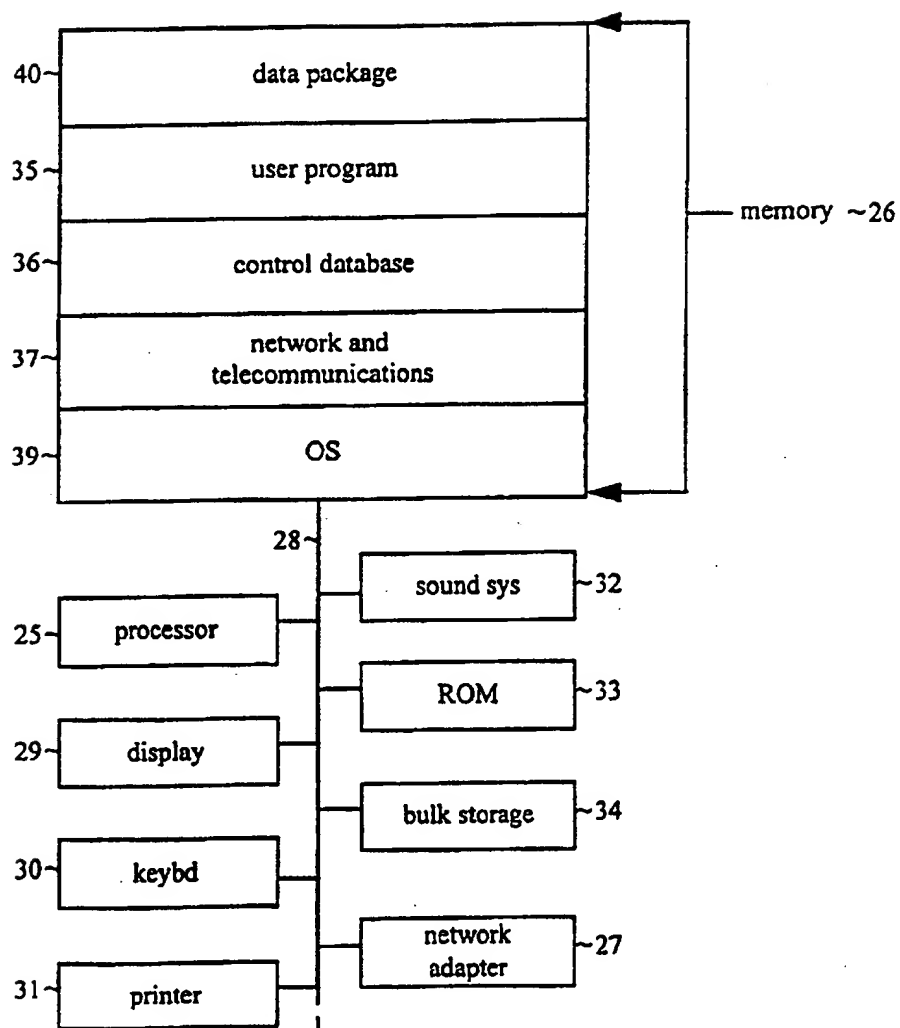 40~ data package
35~ user program
memory ~26
36~ control database
37~ network and
telecommunications
39~ OS
28~
sound sys ~32
25~ processor
ROM ~33
29~ display
bulk storage ~34
30~ keybd
network
adapter ~27
31~ printer